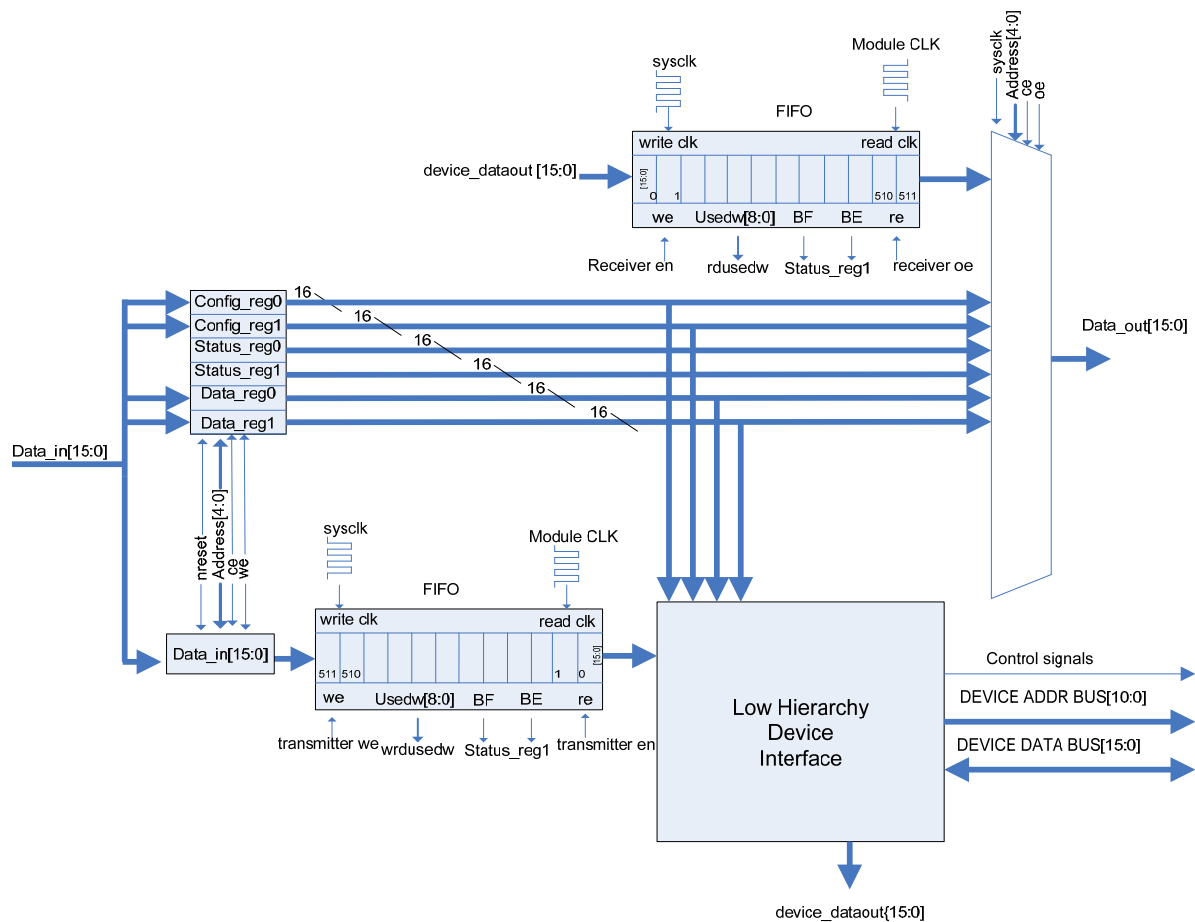 sysclk
Address[4:0]
ce
oe
Module CLK
sysclk
FIFO
write clk
read clk
device_dataout [15:0]
[15:0]
0
1
510
511
we
Usedw[8:0]
BF
BE
re
Receiver en
rdusedw
Status_reg1
receiver oe
Config_reg0
Config_reg1
Status_reg0
Status_reg1
Data_reg0
Data_reg1
16
16
16
16
16
16
Data_out[15:0]
Data_in[15:0]
nreset
Address[4:0]
ce
we
sysclk
Module CLK
FIFO
write clk
read clk
Data_in[15:0]
511
510
1
0
[15:0]
we
Usedw[8:0]
BF
BE
re
transmitter we
wrdusedw
Status_reg1
transmitter en
Low Hierarchy
Device
Interface
Control signals
DEVICE ADDR BUS[10:0]
DEVICE DATA BUS[15:0]
device_dataout{15:0]